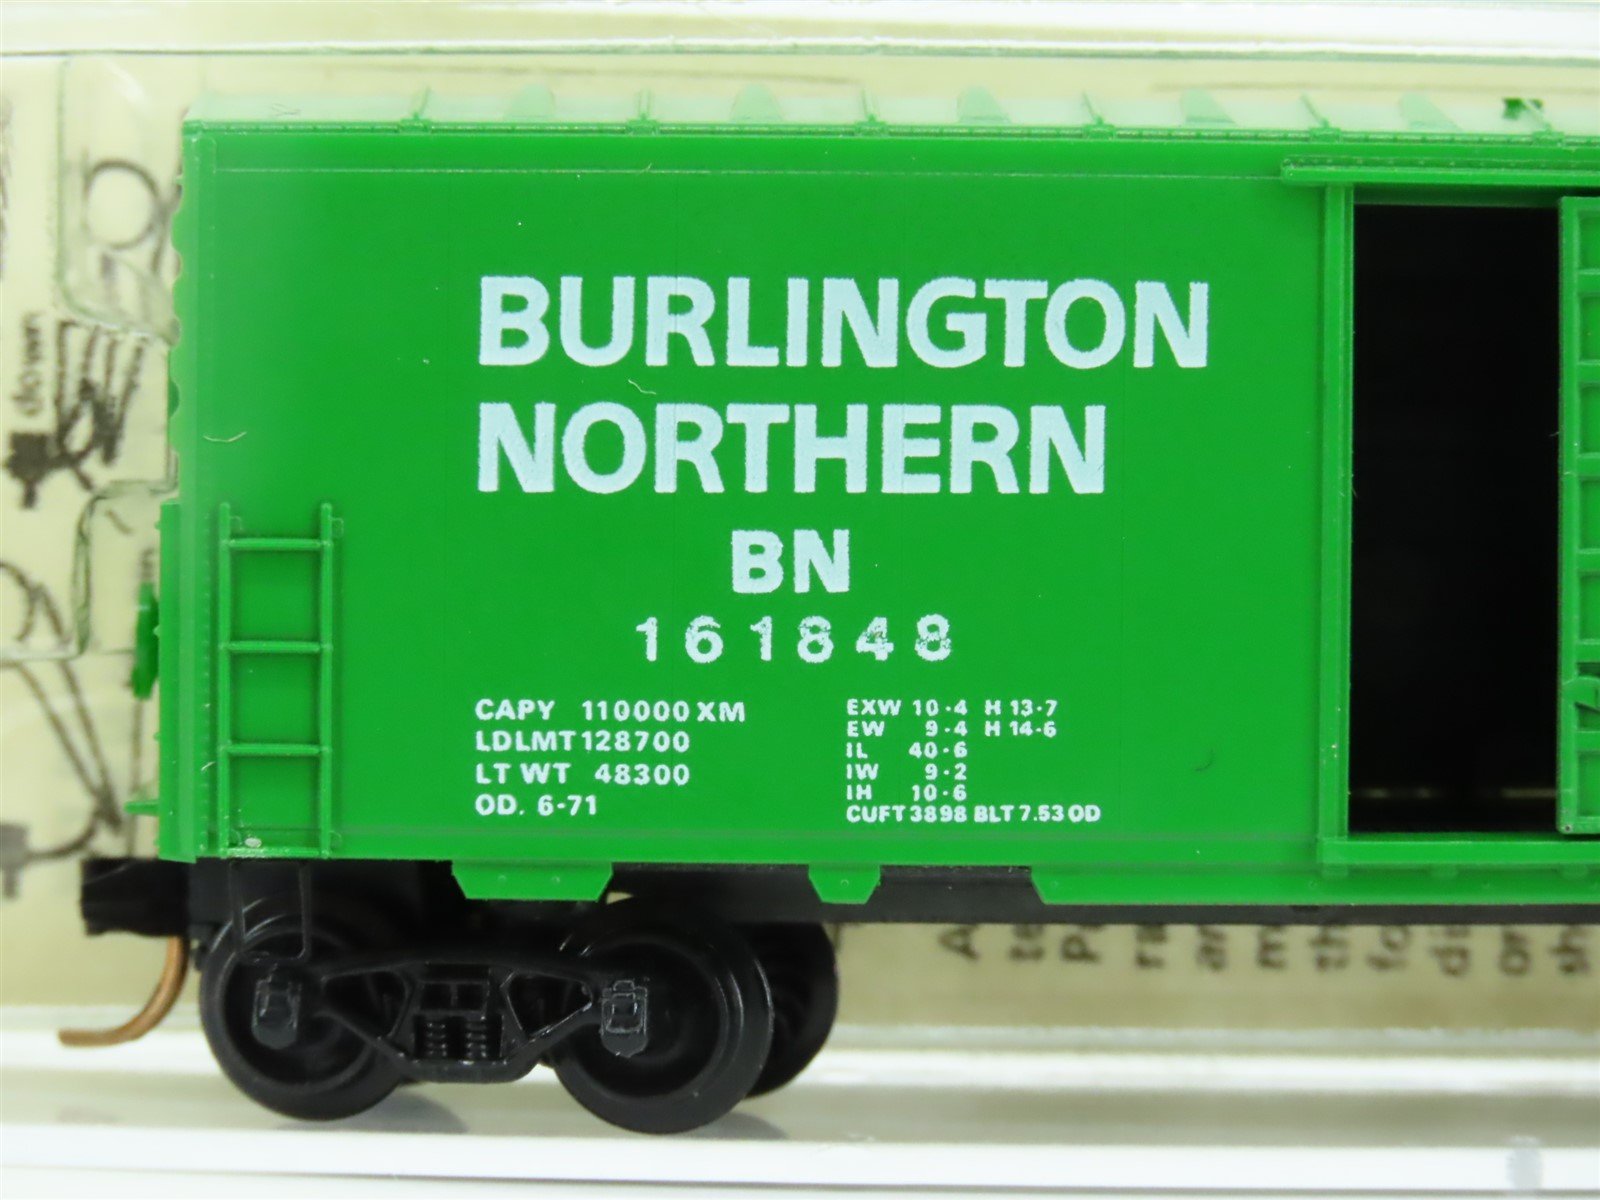 BURLINGTON
NORTHERN
BN
161848
CAPY 110000 XM
LDLMT 128700
LT WT 48300
OD. 6-71
EXW 10-4 H 13-7
EW 9-4 H 14-6
IL 40-6
IW 9-2
IH 10-6
CUFT 3898 BLT 7.53 OD
down